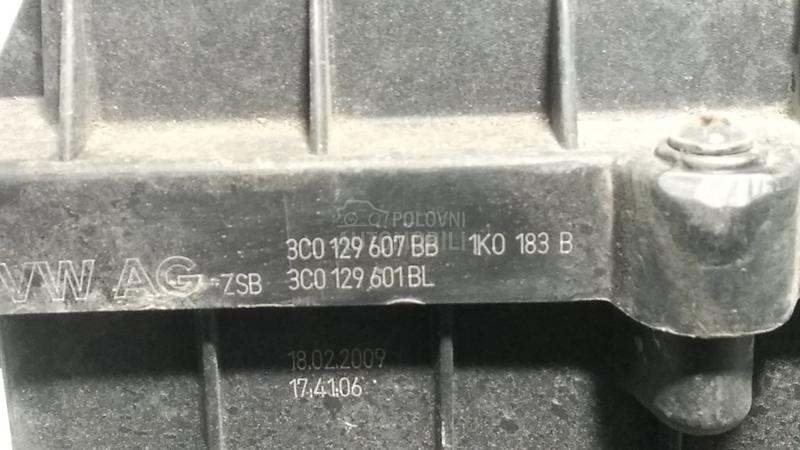 POLOVNI
AUTOMOBILI
3C0 129 607 BB 1K0 183 B
VW AG -ZSB 3C0 129 601 BL
18.02.2009
17:41:06